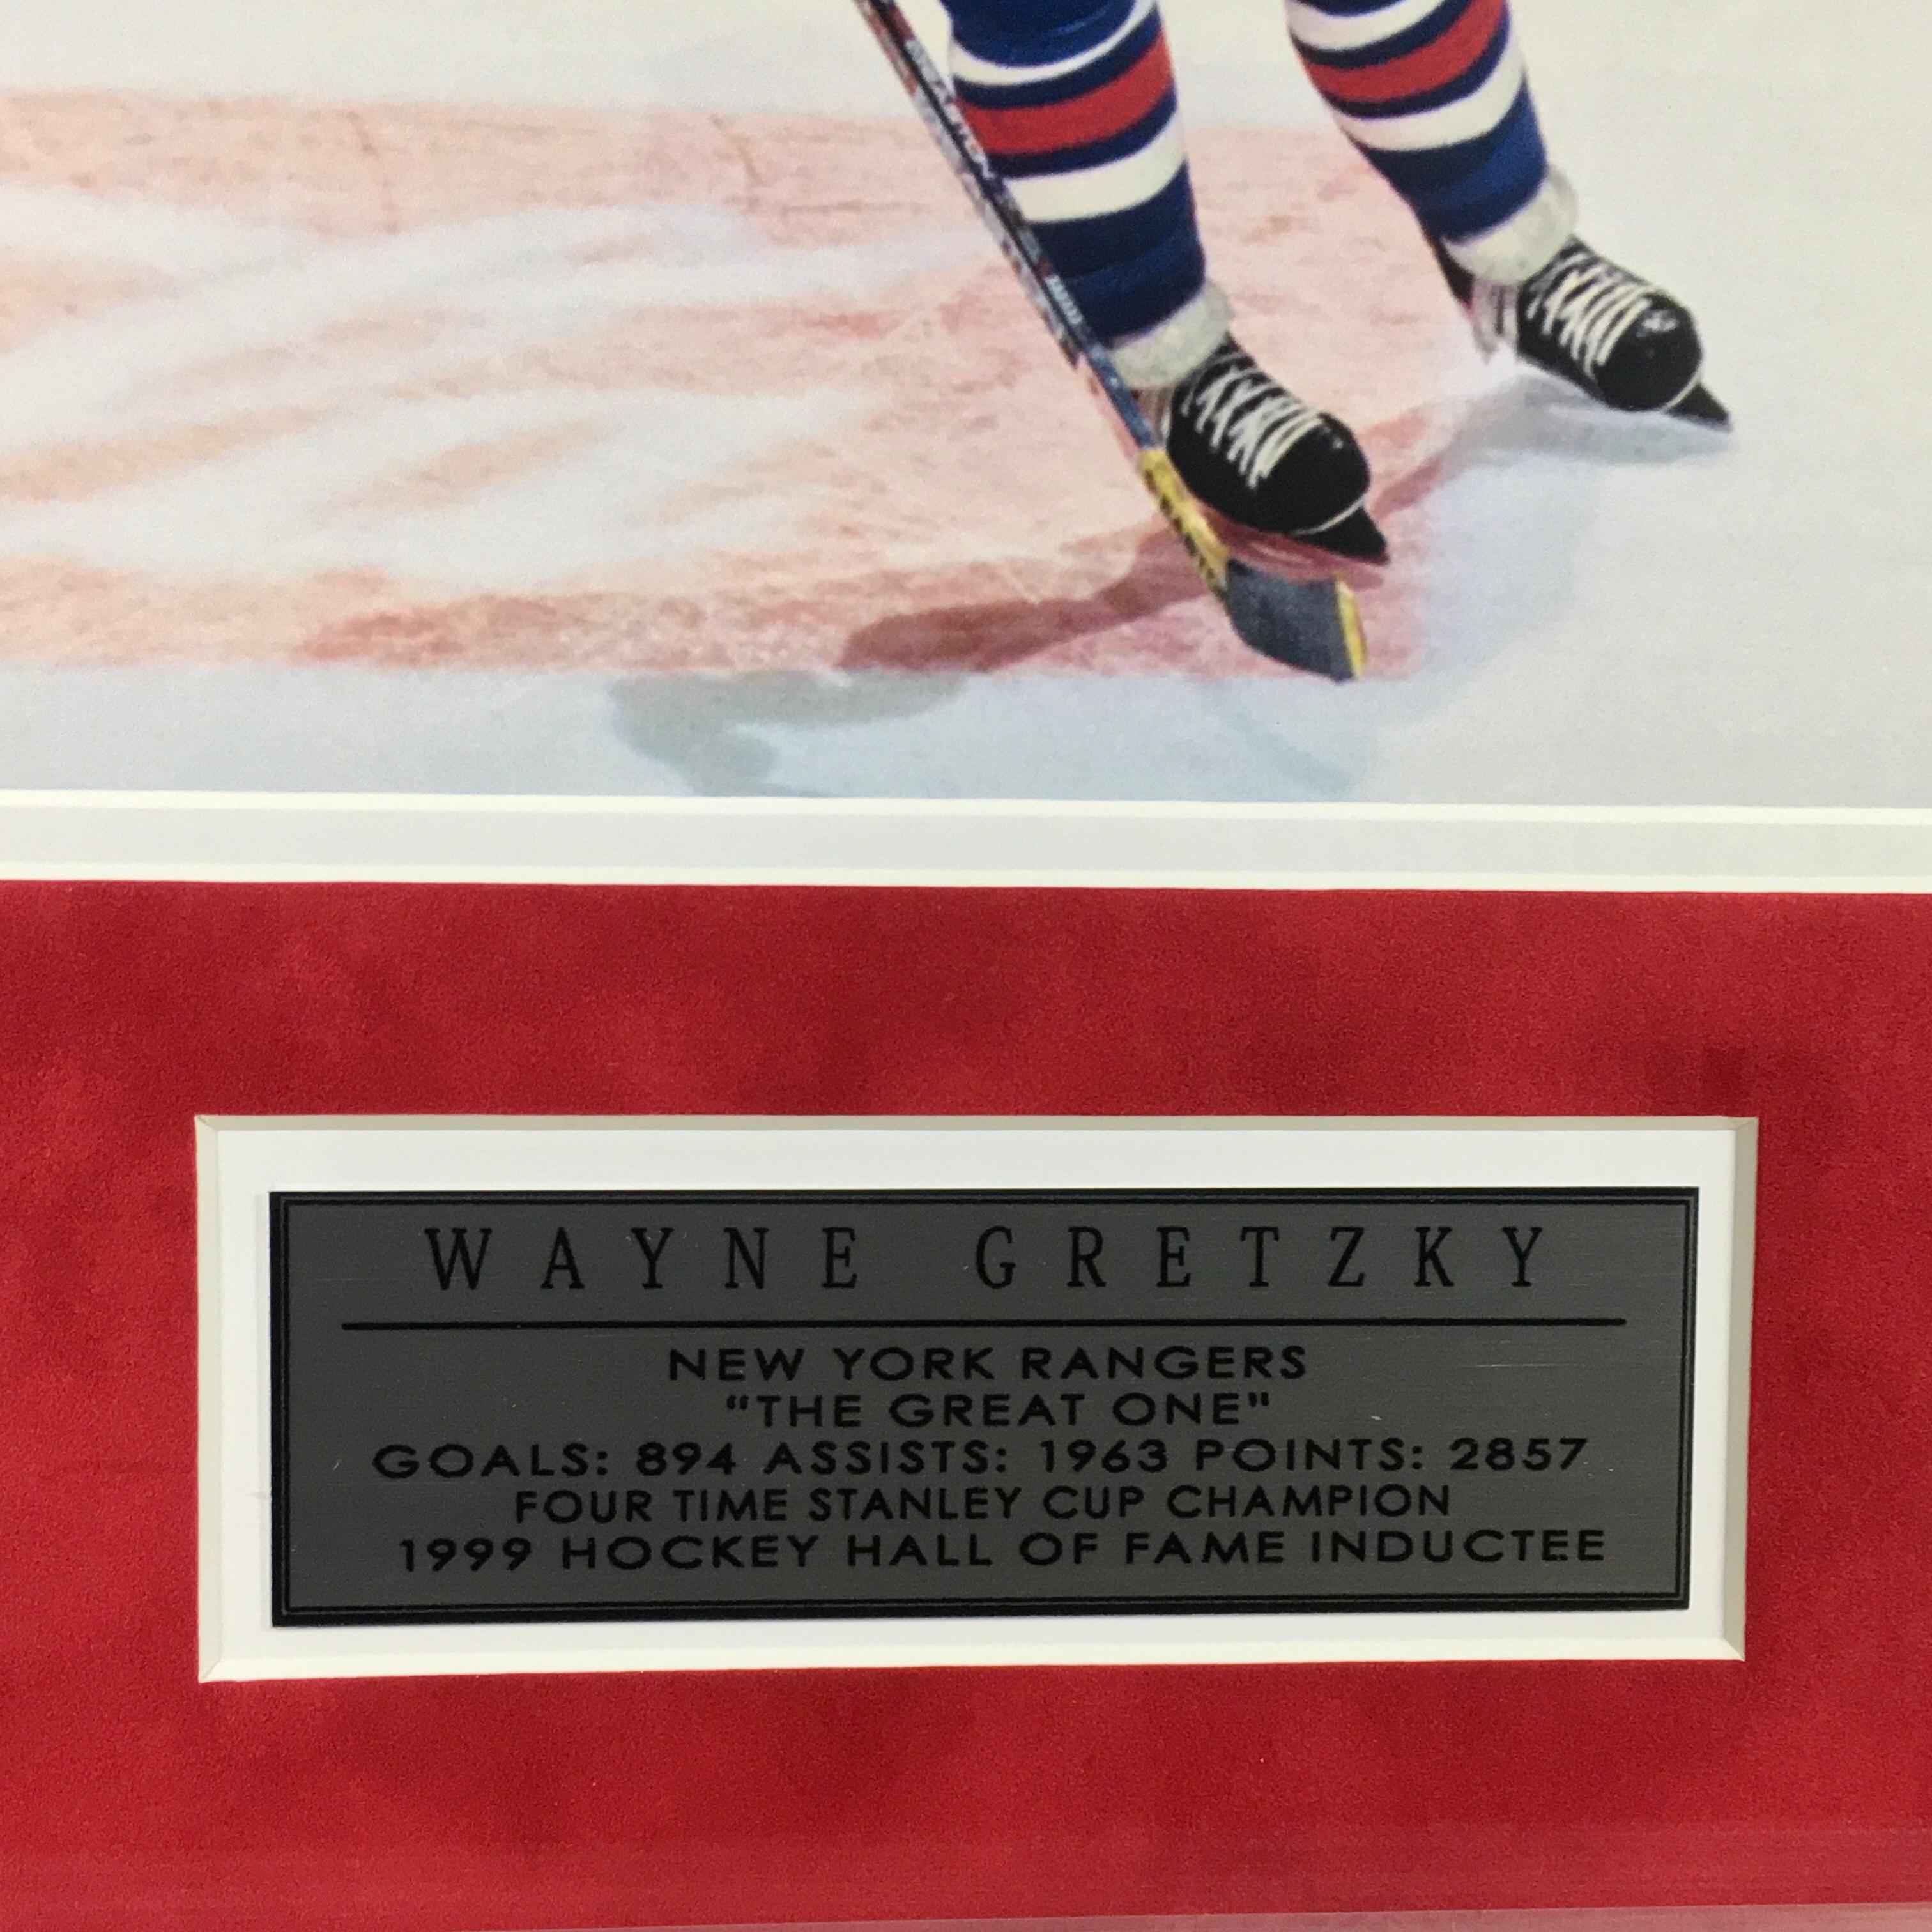 WAYNE GRETZKY
NEW YORK RANGERS
"THE GREAT ONE"
GOALS: 894 ASSISTS: 1963 POINTS: 2857
FOUR TIME STANLEY CUP CHAMPION
1999 HOCKEY HALL OF FAME INDUCTEE